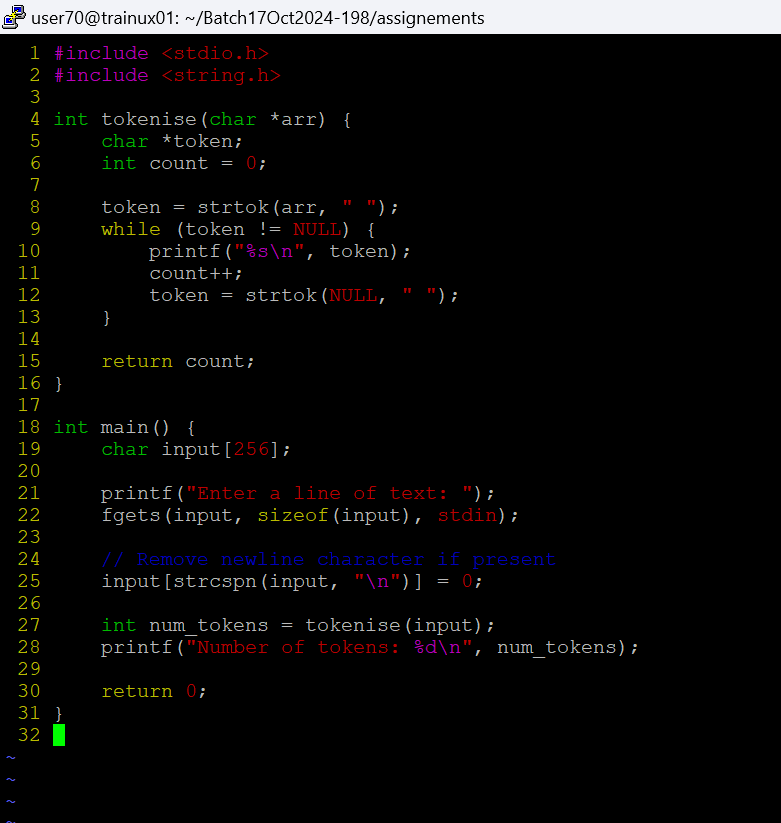 user70@trainux01: ~/Batch17Oct2024-198/assignements
1 #include <stdio.h>
2 #include <string.h>
3
4 int tokenise(char *arr) {
5     char *token;
6     int count = 0;
7
8     token = strtok(arr, " ");
9     while (token != NULL) {
10         printf("%s\n", token);
11         count++;
12         token = strtok(NULL, " ");
13     }
14
15     return count;
16 }
17
18 int main() {
19     char input[256];
20
21     printf("Enter a line of text: ");
22     fgets(input, sizeof(input), stdin);
23
24     // Remove newline character if present
25     input[strcspn(input, "\n")] = 0;
26
27     int num_tokens = tokenise(input);
28     printf("Number of tokens: %d\n", num_tokens);
29
30     return 0;
31 }
32
~
~
~
~